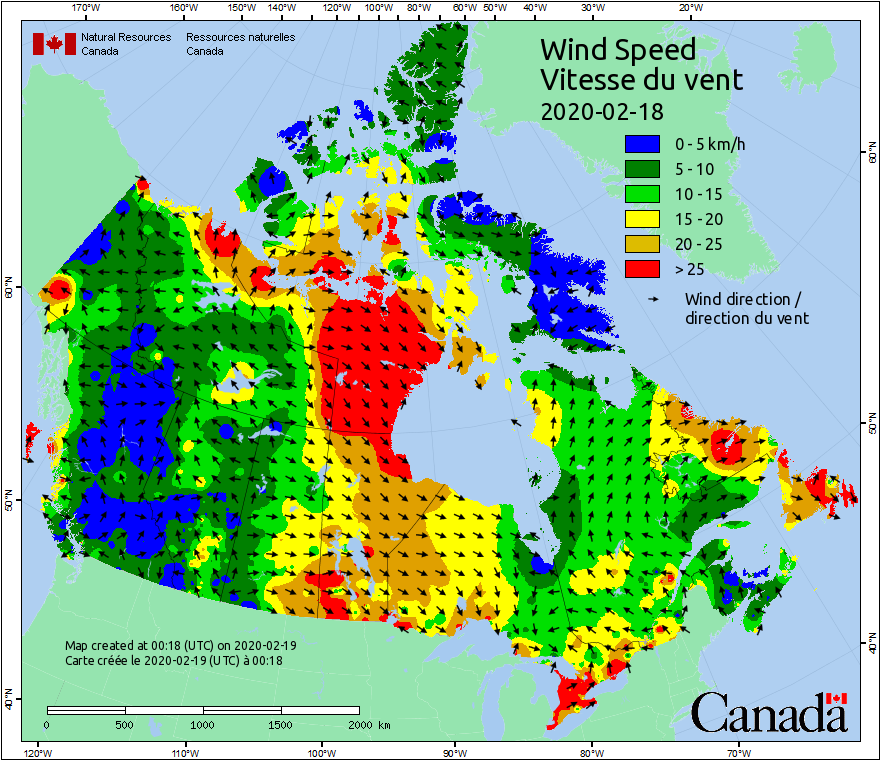 170°W 160°W 150°W 140°W 130°W 120°W 110°W 100°W 90°W 80°W 70°W 60°W 50°W 40°W 30°W 20°W
Natural Resources Canada
Ressources naturelles Canada
Wind Speed
Vitesse du vent
2020-02-18
0 - 5 km/h
5 - 10
10 - 15
15 - 20
20 - 25
> 25
Wind direction /
direction du vent
60°N
60°N
50°N
50°N
40°N
40°N
Map created at 00:18 (UTC) on 2020-02-19
Carte créée le 2020-02-19 (UTC) à 00:18
0 500 1000 1500 2000 km
Canada
120°W 110°W 100°W 90°W 80°W 70°W